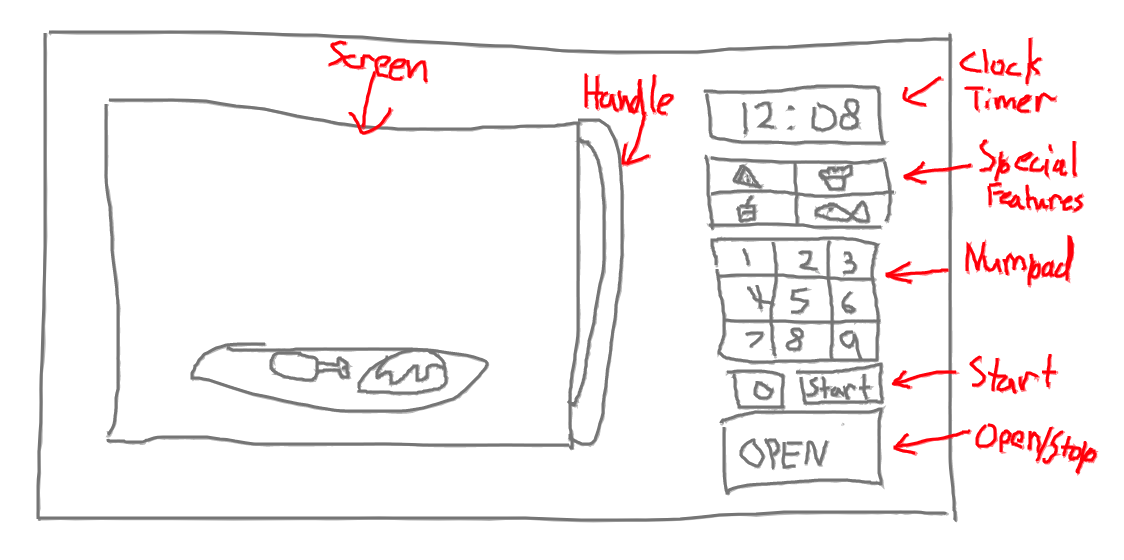 Screen
Handle
Clock
Timer
12:08
Special
Features
1 2 3
Numpad
4 5 6
7 8 9
0 Start
Start
OPEN
Open/Stop